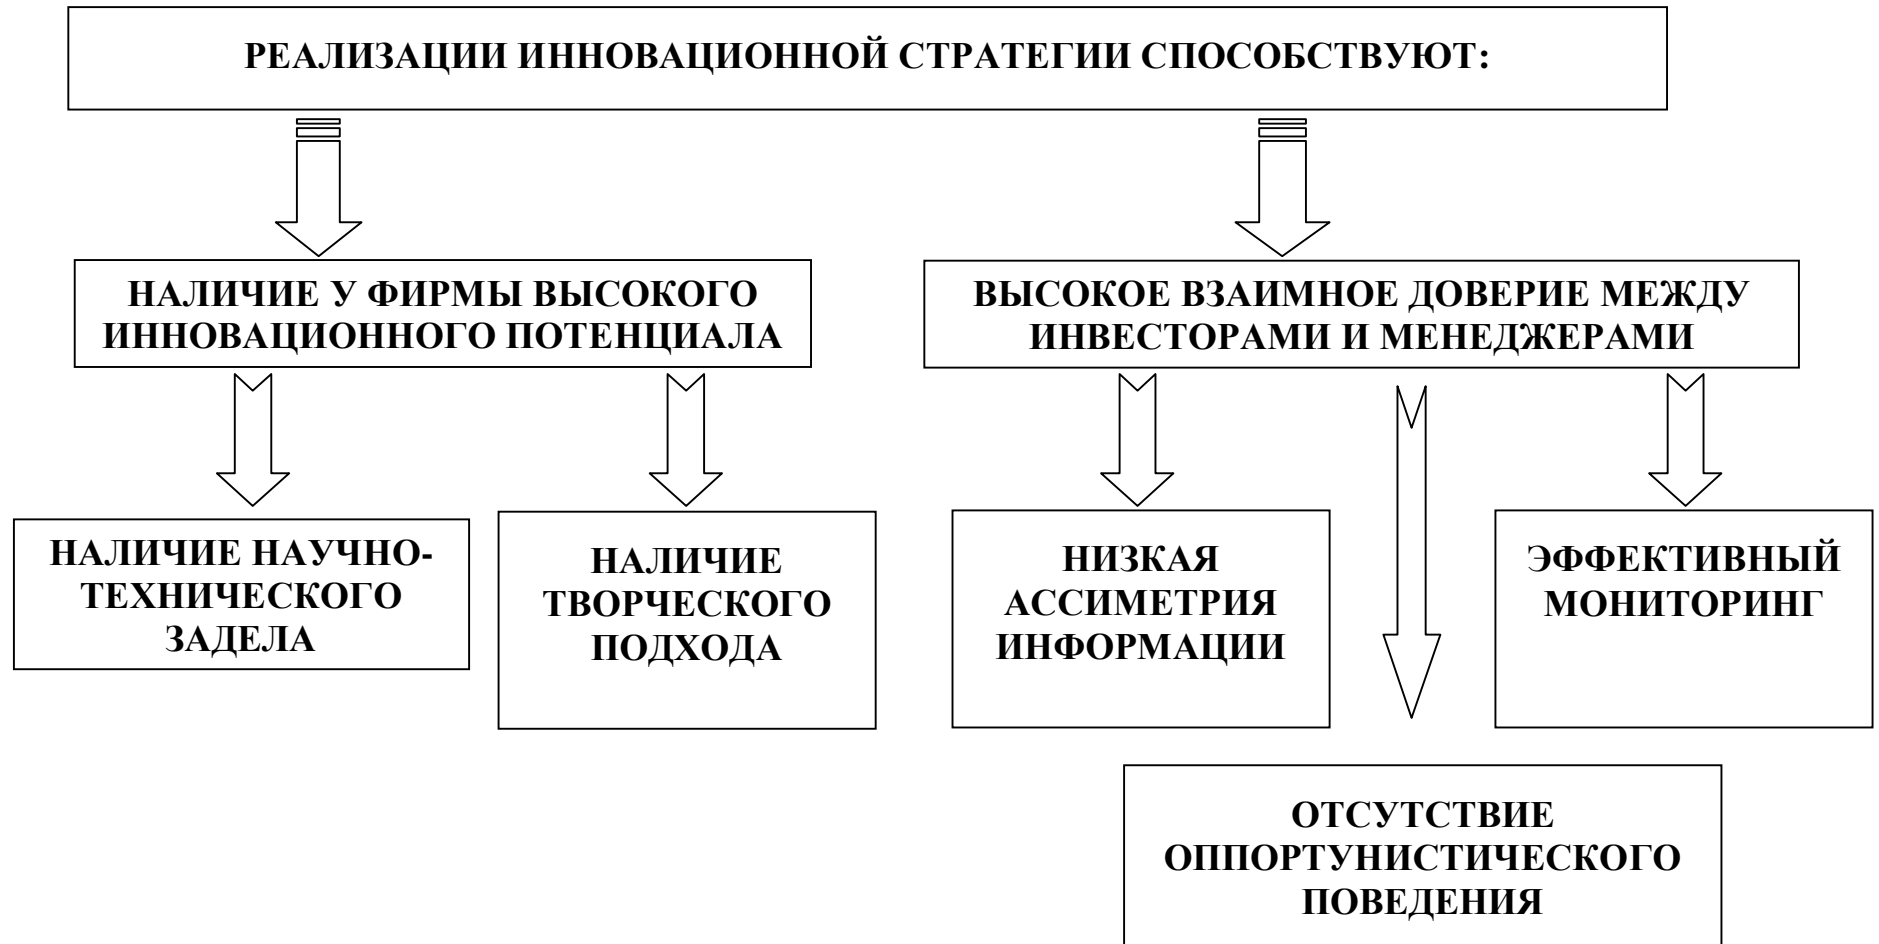 РЕАЛИЗАЦИИ ИННОВАЦИОННОЙ СТРАТЕГИИ СПОСОБСТВУЮТ:
НАЛИЧИЕ У ФИРМЫ ВЫСОКОГО
ИННОВАЦИОННОГО ПОТЕНЦИАЛА
ВЫСОКОЕ ВЗАИМНОЕ ДОВЕРИЕ МЕЖДУ
ИНВЕСТОРАМИ И МЕНЕДЖЕРАМИ
НАЛИЧИЕ НАУЧНО-
ТЕХНИЧЕСКОГО
ЗАДЕЛА
НАЛИЧИЕ
ТВОРЧЕСКОГО
ПОДХОДА
НИЗКАЯ
АССИМЕТРИЯ
ИНФОРМАЦИИ
ЭФФЕКТИВНЫЙ
МОНИТОРИНГ
ОТСУТСТВИЕ
ОППОРТУНИСТИЧЕСКОГО
ПОВЕДЕНИЯ